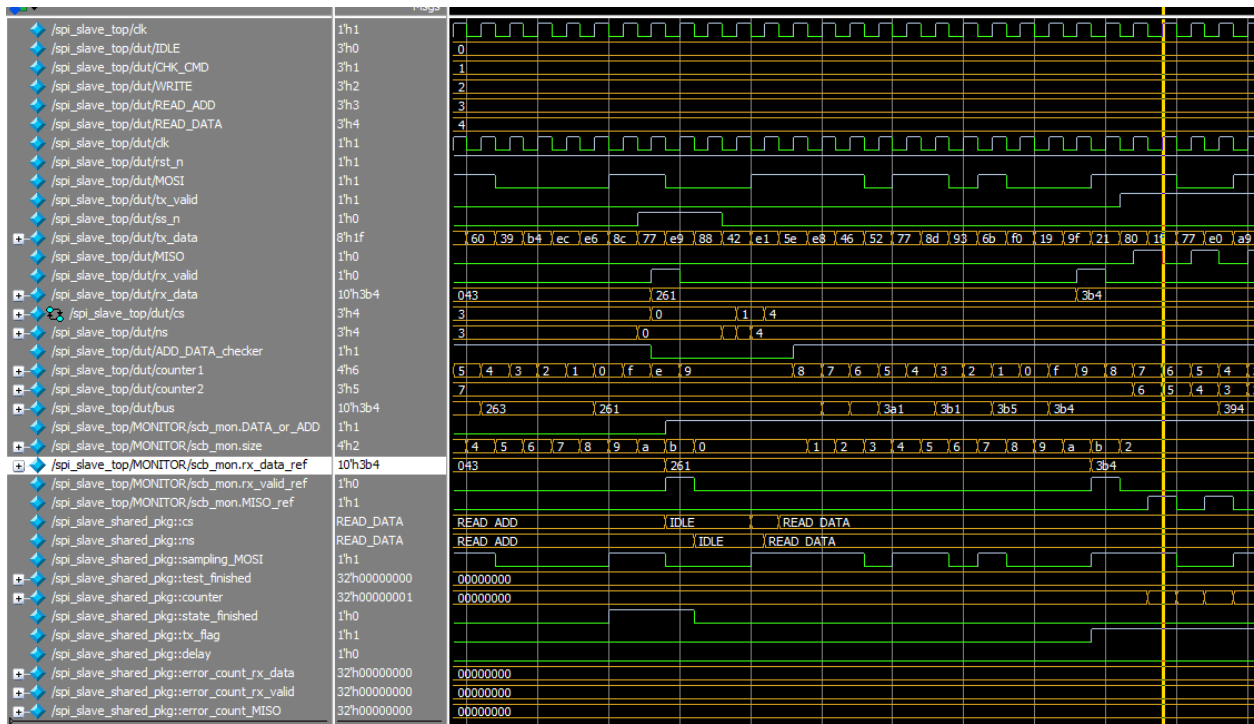 Msgs
/spi_slave_top/clk 1'h1
/spi_slave_top/dut/IDLE 3'h0 0
/spi_slave_top/dut/CHK_CMD 3'h1 1
/spi_slave_top/dut/WRITE 3'h2 2
/spi_slave_top/dut/READ_ADD 3'h3 3
/spi_slave_top/dut/READ_DATA 3'h4 4
/spi_slave_top/dut/clk 1'h1
/spi_slave_top/dut/rst_n 1'h1
/spi_slave_top/dut/MOSI 1'h1
/spi_slave_top/dut/tx_valid 1'h1
/spi_slave_top/dut/ss_n 1'h0
/spi_slave_top/dut/tx_data 8'h1f 60 39 b4 ec e6 8c 77 e9 88 42 e1 5e e8 46 52 77 8d 93 6b f0 19 9f 21 80 1f 77 e0 a9
/spi_slave_top/dut/MISO 1'h0
/spi_slave_top/dut/rx_valid 1'h0
/spi_slave_top/dut/rx_data 10'h3b4 043 261 3b4
/spi_slave_top/dut/cs 3'h4 3 0 1 4
/spi_slave_top/dut/ns 3'h4 3 0 4
/spi_slave_top/dut/ADD_DATA_checker 1'h1
/spi_slave_top/dut/counter1 4'h6 5 4 3 2 1 0 f e 9 8 7 6 5 4 3 2 1 0 f 9 8 7 6 5 4
/spi_slave_top/dut/counter2 3'h5 7 6 5 4 3
/spi_slave_top/dut/bus 10'h3b4 263 261 3a1 3b1 3b5 3b4 394
/spi_slave_top/MONITOR/scb_mon.DATA_or_ADD 1'h1
/spi_slave_top/MONITOR/scb_mon.size 4'h2 4 5 6 7 8 9 a b 0 1 2 3 4 5 6 7 8 9 a b 2
/spi_slave_top/MONITOR/scb_mon.rx_data_ref 10'h3b4 043 261 3b4
/spi_slave_top/MONITOR/scb_mon.rx_valid_ref 1'h0
/spi_slave_top/MONITOR/scb_mon.MISO_ref 1'h1
/spi_slave_shared_pkg::cs READ_DATA READ_ADD IDLE READ_DATA
/spi_slave_shared_pkg::ns READ_DATA READ_ADD IDLE READ_DATA
/spi_slave_shared_pkg::sampling_MOSI 1'h1
/spi_slave_shared_pkg::test_finished 32'h00000000 00000000
/spi_slave_shared_pkg::counter 32'h00000001 00000000
/spi_slave_shared_pkg::state_finished 1'h0
/spi_slave_shared_pkg::tx_flag 1'h1
/spi_slave_shared_pkg::delay 1'h0
/spi_slave_shared_pkg::error_count_rx_data 32'h00000000 00000000
/spi_slave_shared_pkg::error_count_rx_valid 32'h00000000 00000000
/spi_slave_shared_pkg::error_count_MISO 32'h00000000 00000000